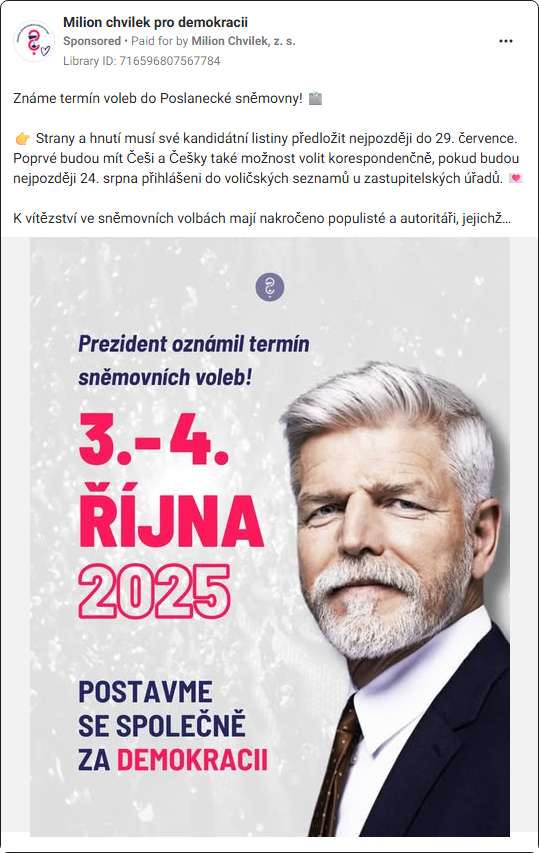 Milion chvilek pro demokracii
Sponsored • Paid for by Milion Chvilek, z. s.
Library ID: 716596807567784
Známe termín voleb do Poslanecké sněmovny! 🗳️
👉 Strany a hnutí musí své kandidátní listiny předložit nejpozději do 29. července.
Poprvé budou mít Češi a Češky také možnost volit korespondenčně, pokud budou
nejpozději 24. srpna přihlášeni do voličských seznamů u zastupitelských úřadů. 💌
K vítězství ve sněmovních volbách mají nakročeno populisté a autoritáři, jejichž...
Prezident oznámil termín
sněmovních voleb!
3.–4.
ŘÍJNA
2025
POSTAVME
SE SPOLEČNĚ
ZA DEMOKRACII